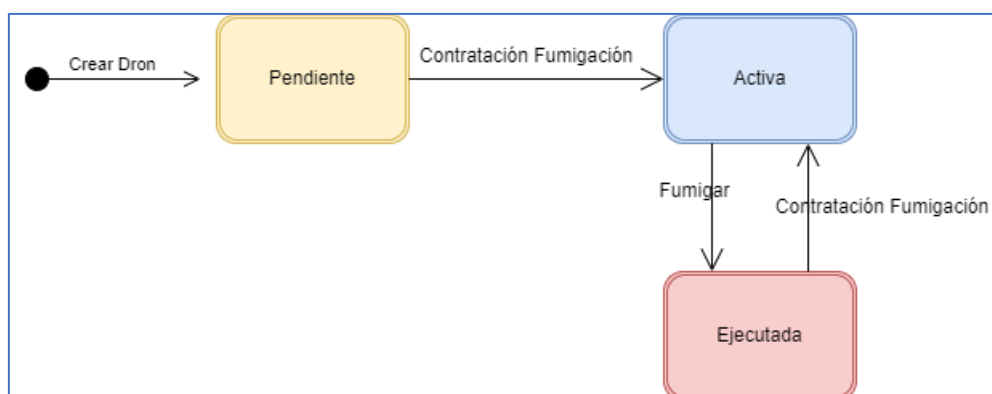 Crear Dron
Pendiente
Contratación Fumigación
Activa
Fumigar
Contratación Fumigación
Ejecutada